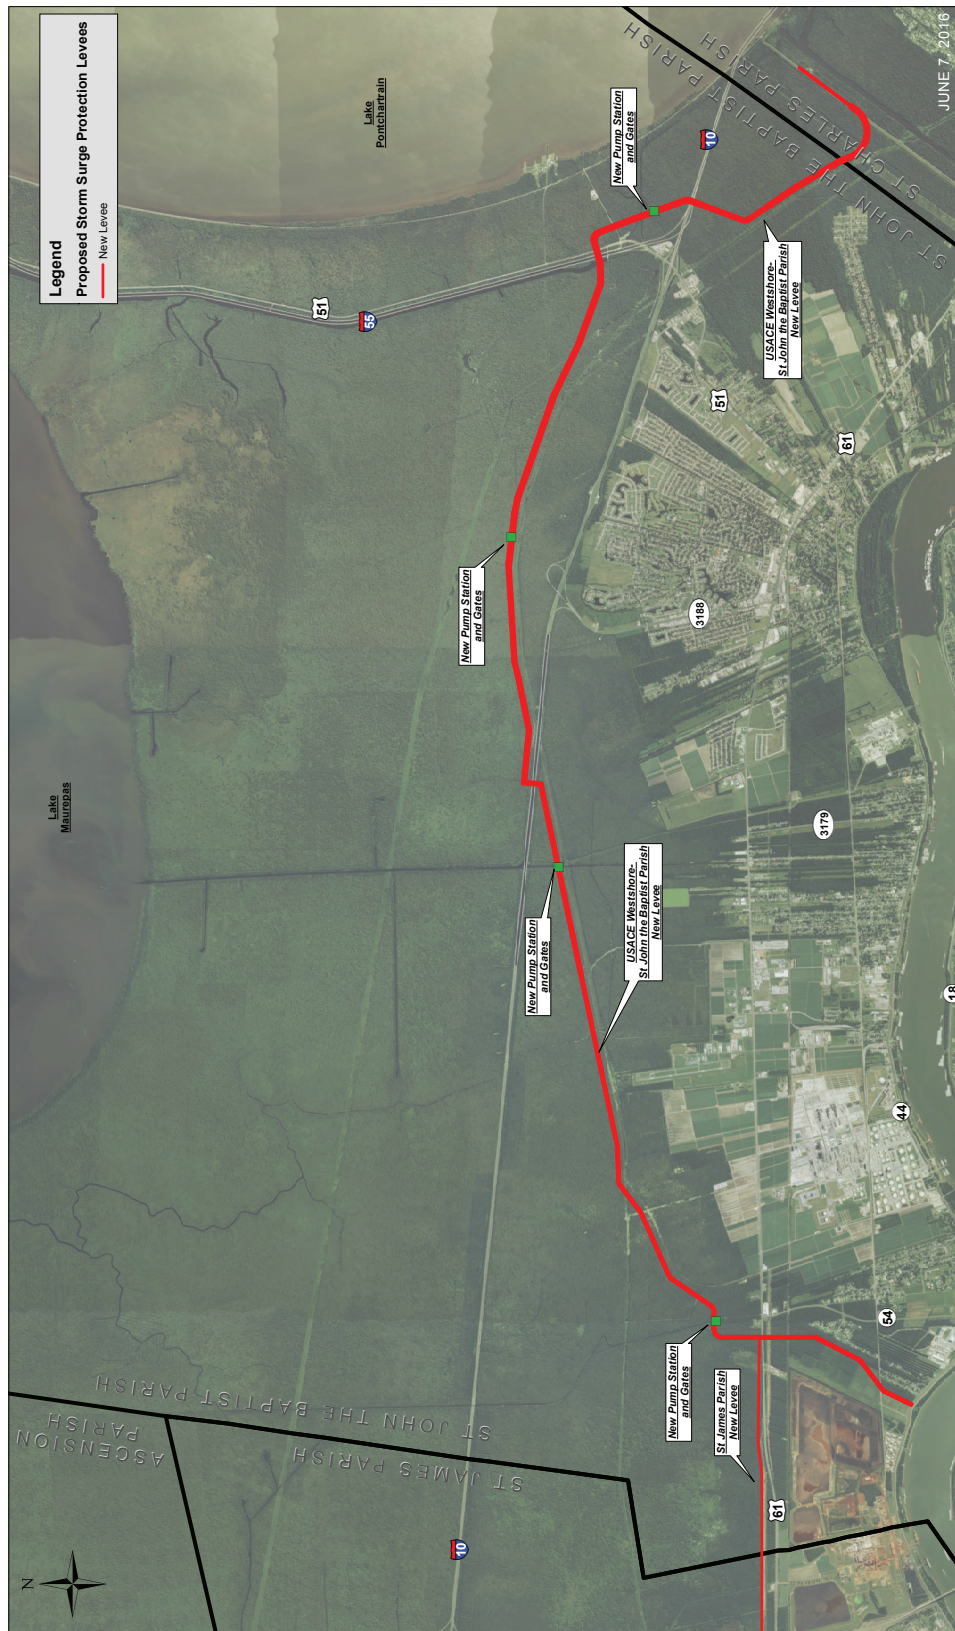 Legend
Proposed Storm Surge Protection Levees
New Levee
Lake
Pontchartrain
Lake
Maurepas
N
ASCENSION
PARISH
ST JOHN THE BAPTIST PARISH
ST JAMES PARISH
10
55
51
New Pump Station
and Gates
10
ST JOHN THE BAPTIST PARISH
ST CHARLES PARISH
USACE Westshore-
St John the Baptist Parish
New Levee
51
61
New Pump Station
and Gates
3188
New Pump Station
and Gates
USACE Westshore-
St John the Baptist Parish
New Levee
3179
18
44
54
New Pump Station
and Gates
St James Parish
New Levee
61
JUNE 7, 2016